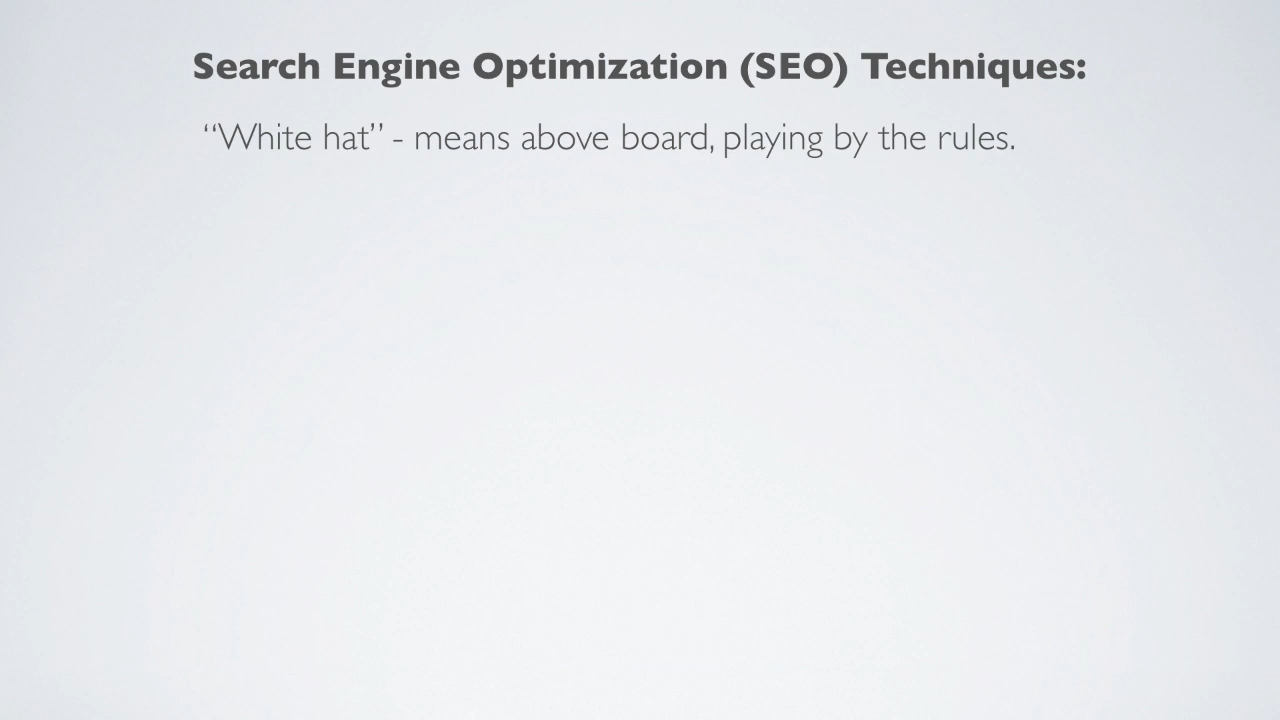 Search Engine Optimization (SEO) Techniques:
“White hat” - means above board, playing by the rules.